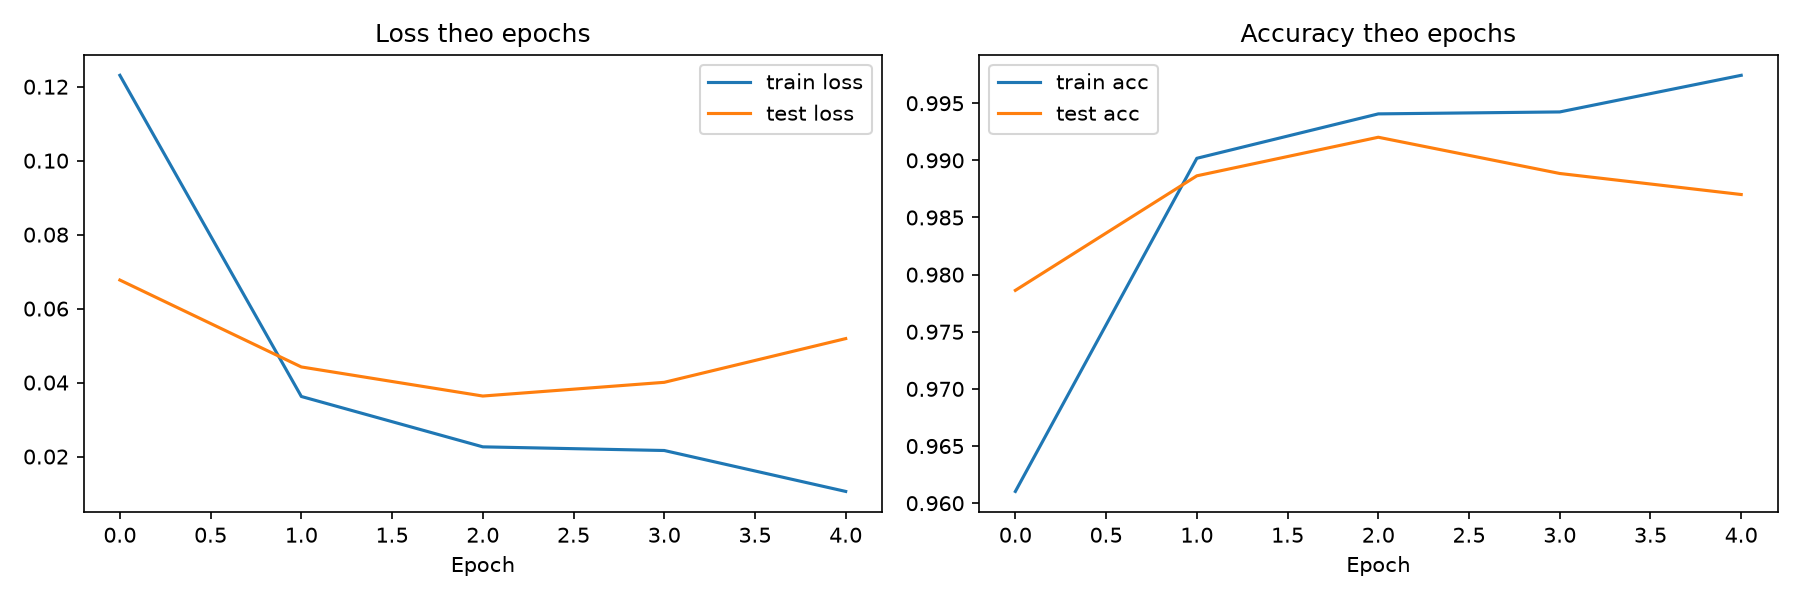 Loss theo epochs
train loss
test loss
0.12
0.10
0.08
0.06
0.04
0.02
0.0 0.5 1.0 1.5 2.0 2.5 3.0 3.5 4.0
Epoch
Accuracy theo epochs
train acc
test acc
0.995
0.990
0.985
0.980
0.975
0.970
0.965
0.960
0.0 0.5 1.0 1.5 2.0 2.5 3.0 3.5 4.0
Epoch